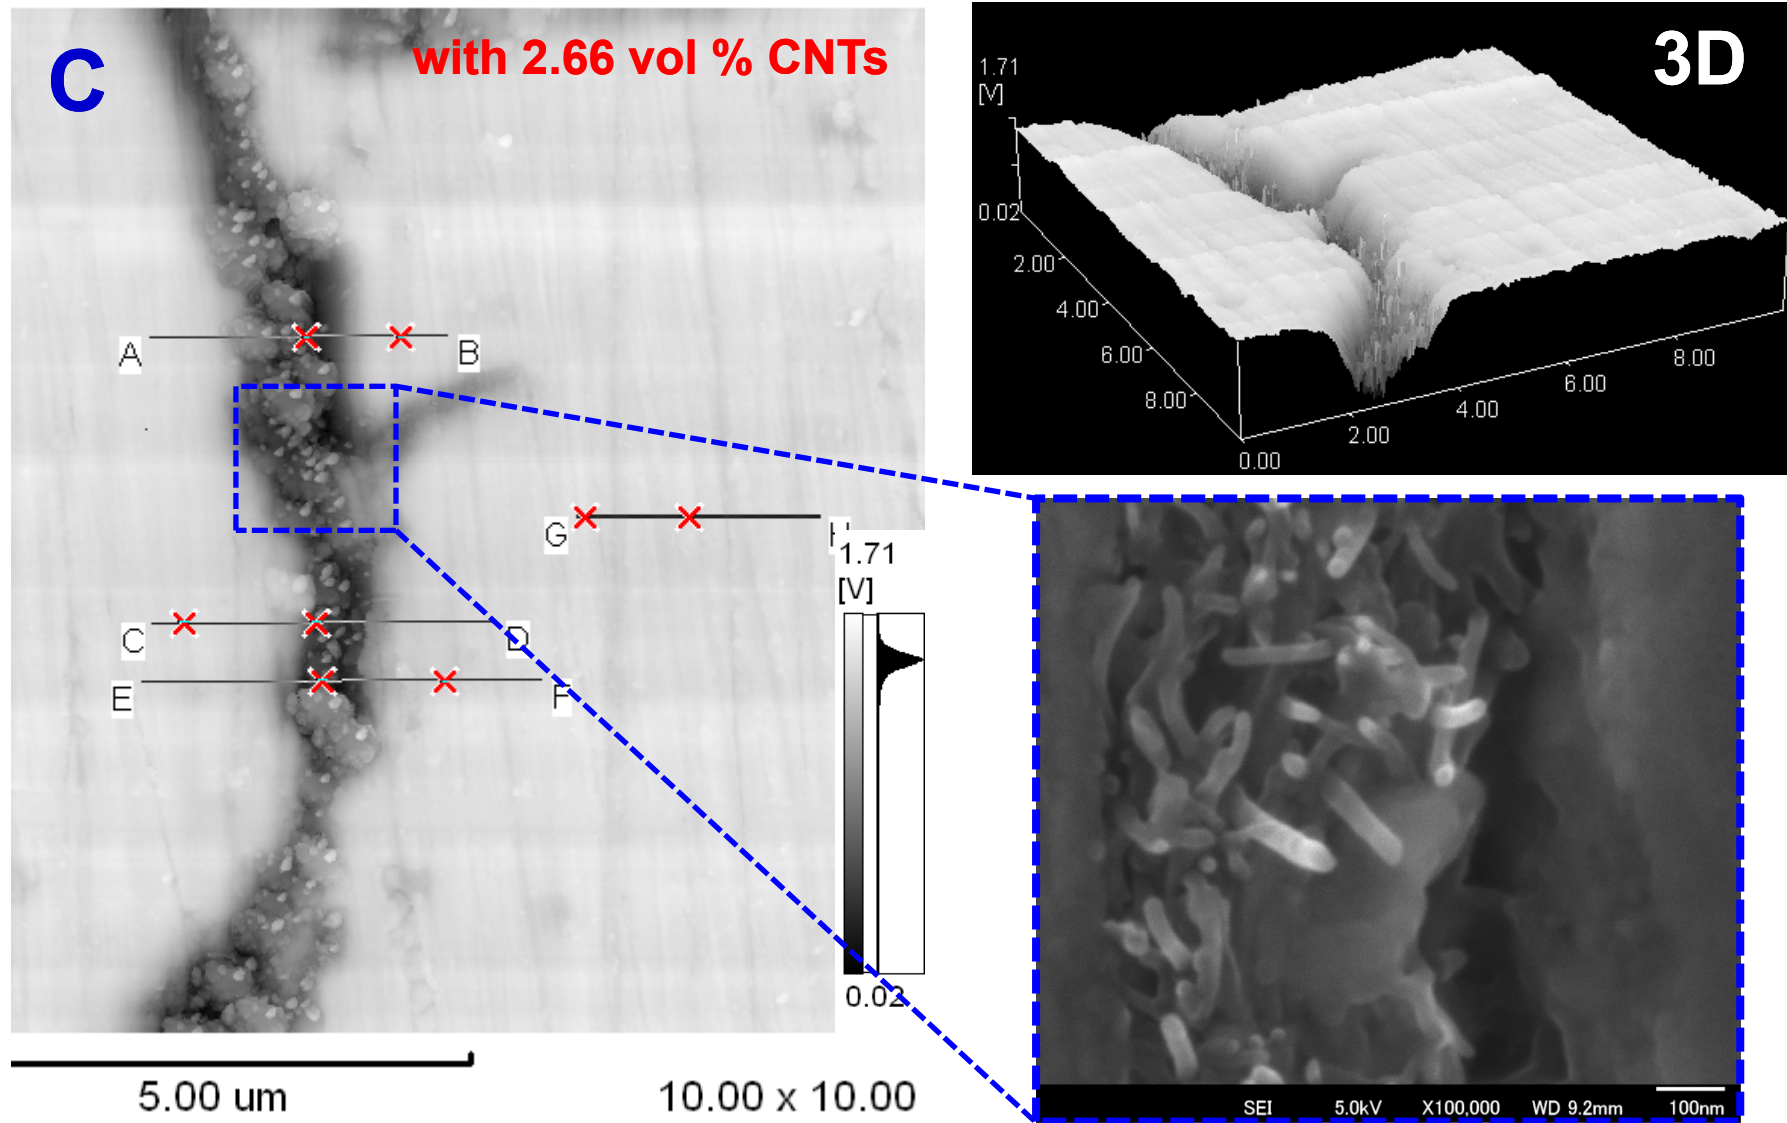 C
with 2.66 vol % CNTs
A
B
G
C
D
E
F
1.71
[V]
0.02
5.00 um
10.00 x 10.00
3D
1.71
[V]
0.02
2.00
4.00
6.00
8.00
0.00
2.00
4.00
6.00
8.00
SEI 5.0kV X100,000 WD 9.2mm 100nm